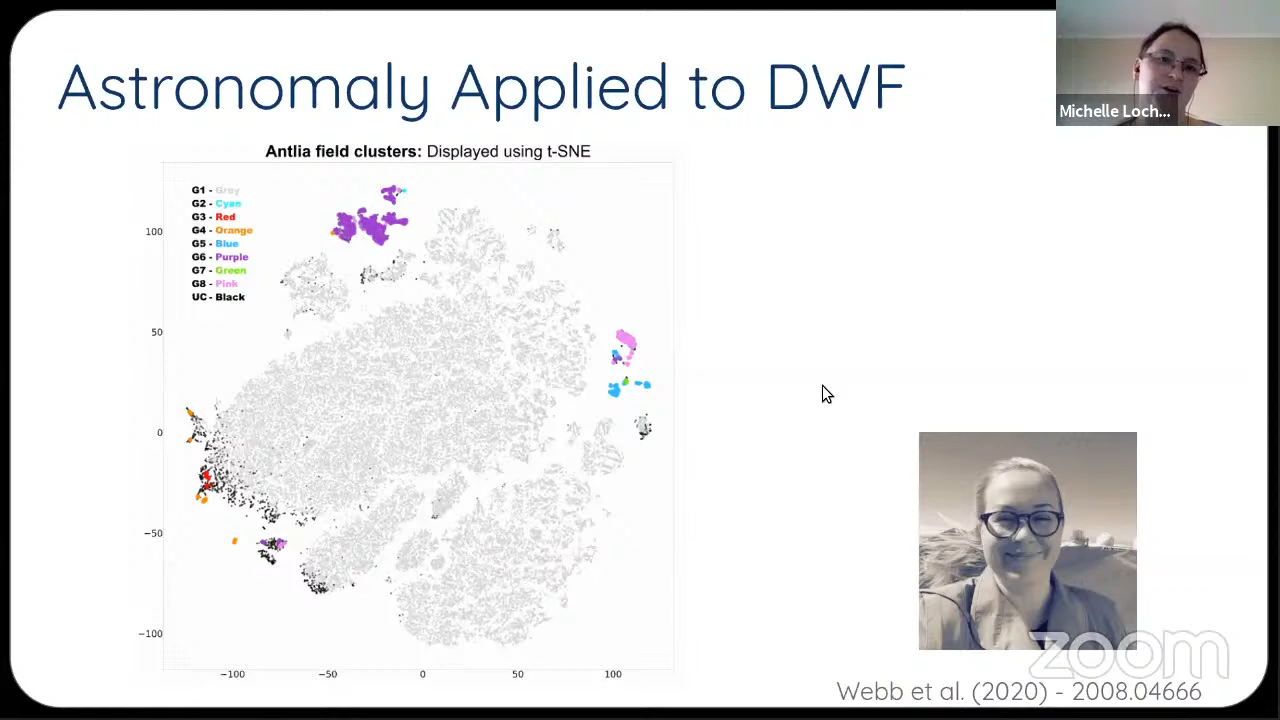 Astronomaly Applied to DWF
Michelle Loch...
Antlia field clusters: Displayed using t-SNE
G1 - Grey
G2 - Cyan
G3 - Red
G4 - Orange
G5 - Blue
G6 - Purple
G7 - Green
G8 - Pink
UC - Black
100
50
0
−50
−100
−100
−50
0
50
100
zoom
Webb et al. (2020) - 2008.04666